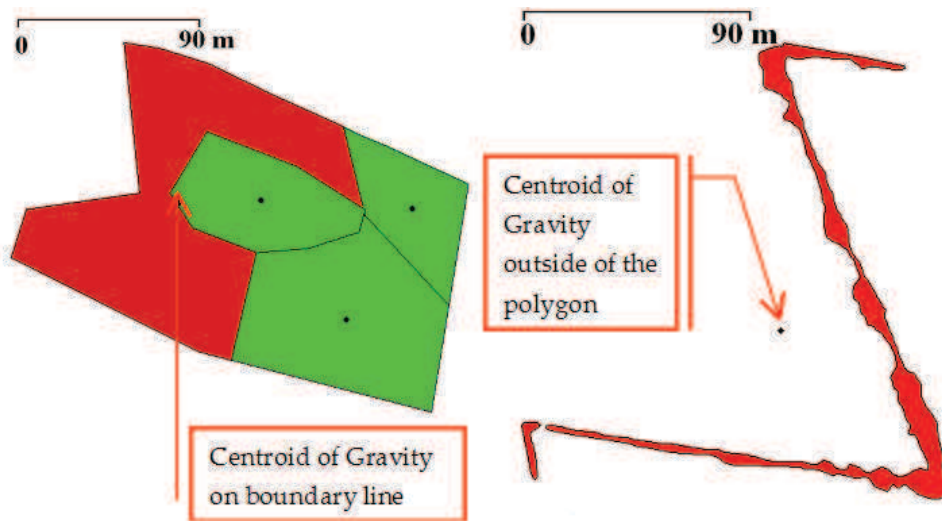 0 90 m
0 90 m
Centroid of
Gravity
outside of the
polygon
Centroid of Gravity
on boundary line